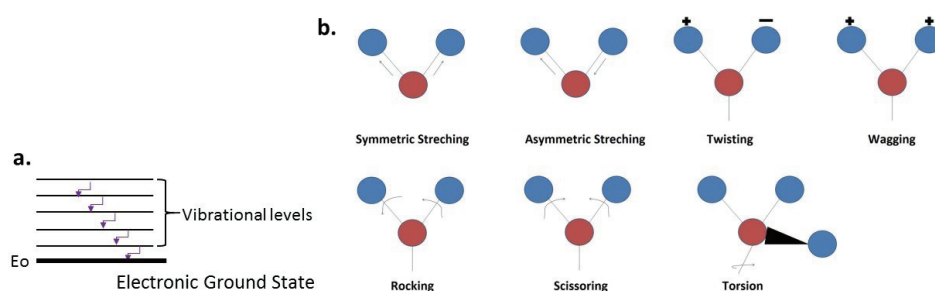 b.
+ − + +
Symmetric Streching Asymmetric Streching Twisting Wagging
a.
Vibrational levels
Eo
Electronic Ground State
Rocking Scissoring Torsion